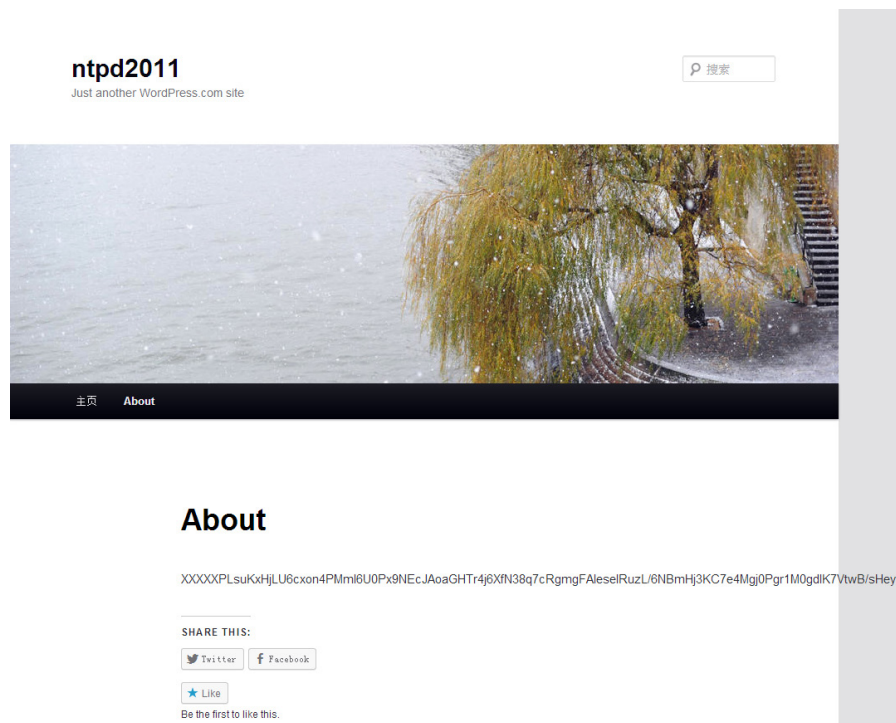 ntpd2011
Just another WordPress.com site
搜索
主页 About
About
XXXXXPLsuKxHjLU6cxon4PMml6U0Px9NEcJAoaGHTr4j6XfN38q7cRgmgFAleselRuzL/6NBmHj3KC7e4Mgj0Pgr1M0gdlK7VtwB/sHey
SHARE THIS:
Twitter Facebook
Like
Be the first to like this.